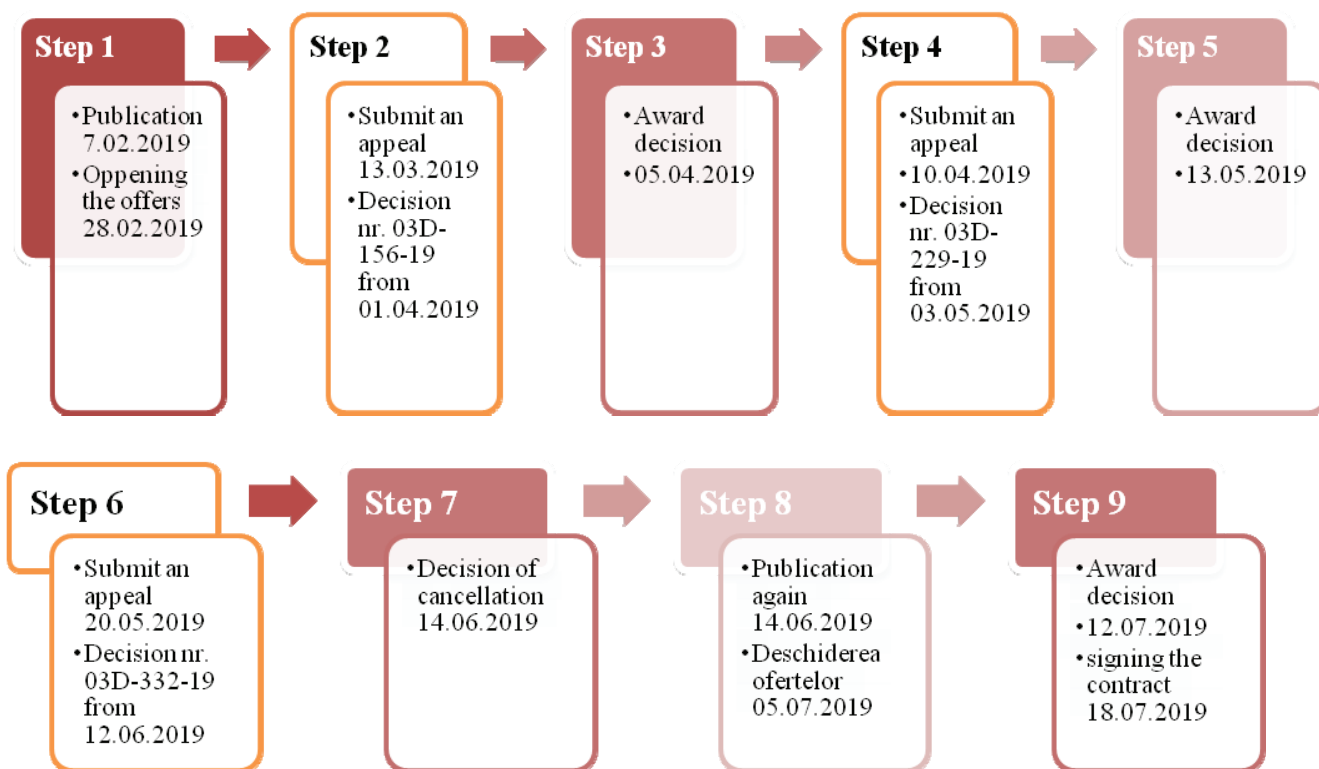 Step 1
• Publication
7.02.2019
• Oppening
the offers
28.02.2019
Step 2
• Submit an
appeal
13.03.2019
• Decision
nr. 03D-
156-19
from
01.04.2019
Step 3
• Award
decision
• 05.04.2019
Step 4
• Submit an
appeal
• 10.04.2019
• Decision
nr. 03D-
229-19
from
03.05.2019
Step 5
• Award
decision
• 13.05.2019
Step 6
• Submit an
appeal
20.05.2019
• Decision nr.
03D-332-19
from
12.06.2019
Step 7
• Decision of
cancellation
14.06.2019
Step 8
• Publication
again
14.06.2019
• Deschiderea
ofertelor
05.07.2019
Step 9
• Award
decision
• 12.07.2019
• signing the
contract
18.07.2019